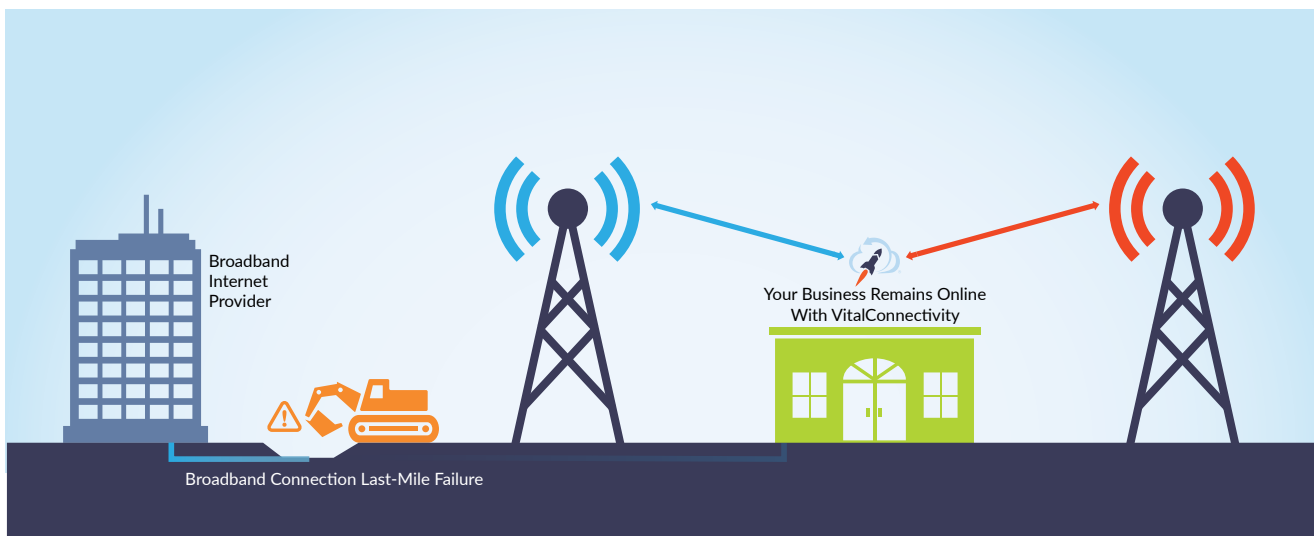 Broadband
Internet
Provider
Your Business Remains Online
With VitalConnectivity
Broadband Connection Last-Mile Failure